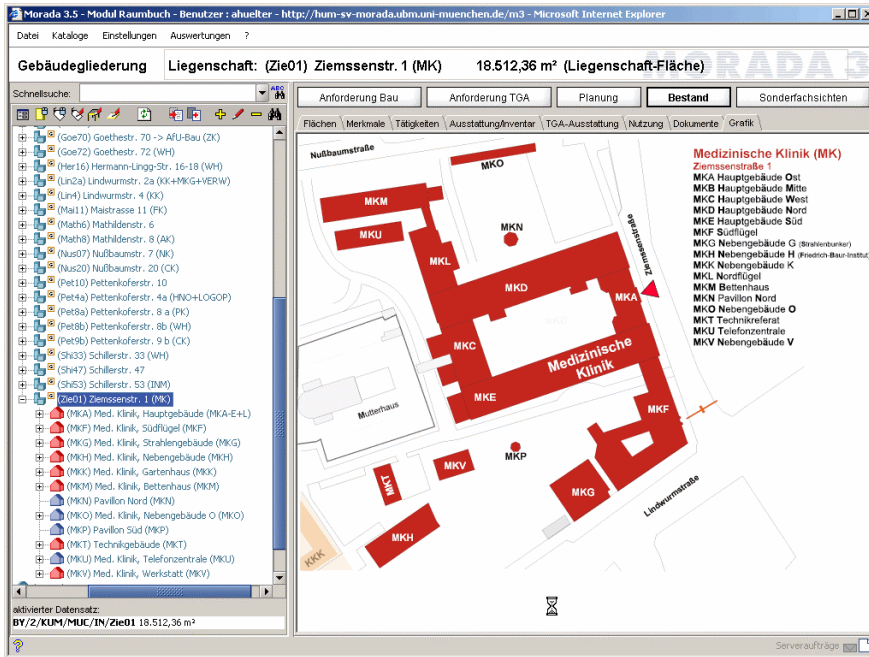 Morada 3.5 - Modul Raumbuch - Benutzer : ahuelter - http://hum-sv-morada.ubm.uni-muenchen.de/m3 - Microsoft Internet Explorer
Datei Kataloge Einstellungen Auswertungen ?
Gebäudegliederung Liegenschaft: (Zie01) Ziemssenstr. 1 (MK) 18.512,36 m² (Liegenschaft-Fläche)
MORADA 3
Schnellsuche:
ABC
Anforderung Bau Anforderung TGA Planung Bestand Sonderfachsichten
Flächen Merkmale Tätigkeiten Ausstattung/Inventar TGA-Ausstattung Nutzung Dokumente Grafik
(Goe70) Goethestr. 70 -> AfU-Bau (ZK)
(Goe72) Goethestr. 72 (WH)
(Her16) Hermann-Lingg-Str. 16-18 (WH)
(Lin2a) Lindwurmstr. 2a (KK+MKG+VERW)
(Lin4) Lindwurmstr. 4 (KK)
(Mai11) Maistrasse 11 (FK)
(Math6) Mathildenstr. 6
(Math8) Mathildenstr. 8 (AK)
(Nus07) Nußbaumstr. 7 (NK)
(Nus20) Nußbaumstr. 20 (CK)
(Pet10) Pettenkoferstr. 10
(Pet4a) Pettenkoferstr. 4a (HNO+LOGOP)
(Pet8a) Pettenkoferstr. 8 a (PK)
(Pet8b) Pettenkoferstr. 8b (WH)
(Pet9b) Pettenkoferstr. 9 b (CK)
(Shi33) Schillerstr. 33 (WH)
(Shi47) Schillerstr. 47
(Shi53) Schillerstr. 53 (INM)
(Zie01) Ziemssenstr. 1 (MK)
(MKA) Med. Klinik, Hauptgebäude (MKA-E+L)
(MKF) Med. Klinik, Südflügel (MKF)
(MKG) Med. Klinik, Strahlengebäude (MKG)
(MKH) Med. Klinik, Nebengebäude (MKH)
(MKK) Med. Klinik, Gartenhaus (MKK)
(MKM) Med. Klinik, Bettenhaus (MKM)
(MKN) Pavillon Nord (MKN)
(MKO) Med. Klinik, Nebengebäude O (MKO)
(MKP) Pavillon Süd (MKP)
(MKT) Technikgebäude (MKT)
(MKU) Med. Klinik, Telefonzentrale (MKU)
(MKV) Med. Klinik, Werkstatt (MKV)
aktivierter Datensatz:
BY/2/KUM/MUC/IN/Zie01 18.512,36 m²
Nußbaumstraße
MKO
MKM
MKU
MKN
MKL
Ziemssenstraße
MKD
MKA
MKC
Medizinische
Klinik
MKE
Mutterhaus
MKF
MKP
MKV
MKT
MKG
Lindwurmstraße
MKH
KKK
Medizinische Klinik (MK)
Ziemssenstraße 1
MKA Hauptgebäude Ost
MKB Hauptgebäude Mitte
MKC Hauptgebäude West
MKD Hauptgebäude Nord
MKE Hauptgebäude Süd
MKF Südflügel
MKG Nebengebäude G (Strahlenbunker)
MKH Nebengebäude H (Friedrich-Baur-Institut)
MKK Nebengebäude K
MKL Nordflügel
MKM Bettenhaus
MKN Pavillon Nord
MKO Nebengebäude O
MKT Technikreferat
MKU Telefonzentrale
MKV Nebengebäude V
Serveraufträge